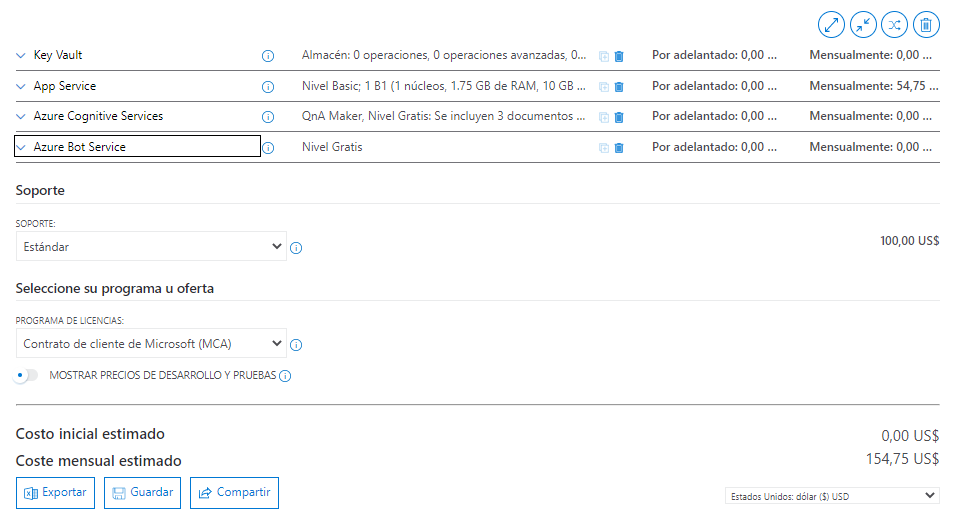 Key Vault Almacén: 0 operaciones, 0 operaciones avanzadas, 0... Por adelantado: 0,00 ... Mensualmente: 0,00 ...
App Service Nivel Basic; 1 B1 (1 núcleos, 1.75 GB de RAM, 10 GB ... Por adelantado: 0,00 ... Mensualmente: 54,75 ...
Azure Cognitive Services QnA Maker, Nivel Gratis: Se incluyen 3 documentos ... Por adelantado: 0,00 ... Mensualmente: 0,00 ...
Azure Bot Service Nivel Gratis Por adelantado: 0,00 ... Mensualmente: 0,00 ...
Soporte
SOPORTE:
Estándar 100,00 US$
Seleccione su programa u oferta
PROGRAMA DE LICENCIAS:
Contrato de cliente de Microsoft (MCA)
MOSTRAR PRECIOS DE DESARROLLO Y PRUEBAS
Costo inicial estimado 0,00 US$
Coste mensual estimado 154,75 US$
Exportar Guardar Compartir
Estados Unidos: dólar ($) USD